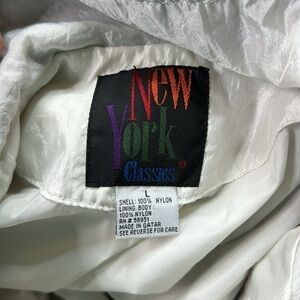 New
York
Classics
L
SHELL: 100% NYLON
LINING BODY:
100% NYLON
RN # 56951
MADE IN QATAR
SEE REVERSE FOR CARE